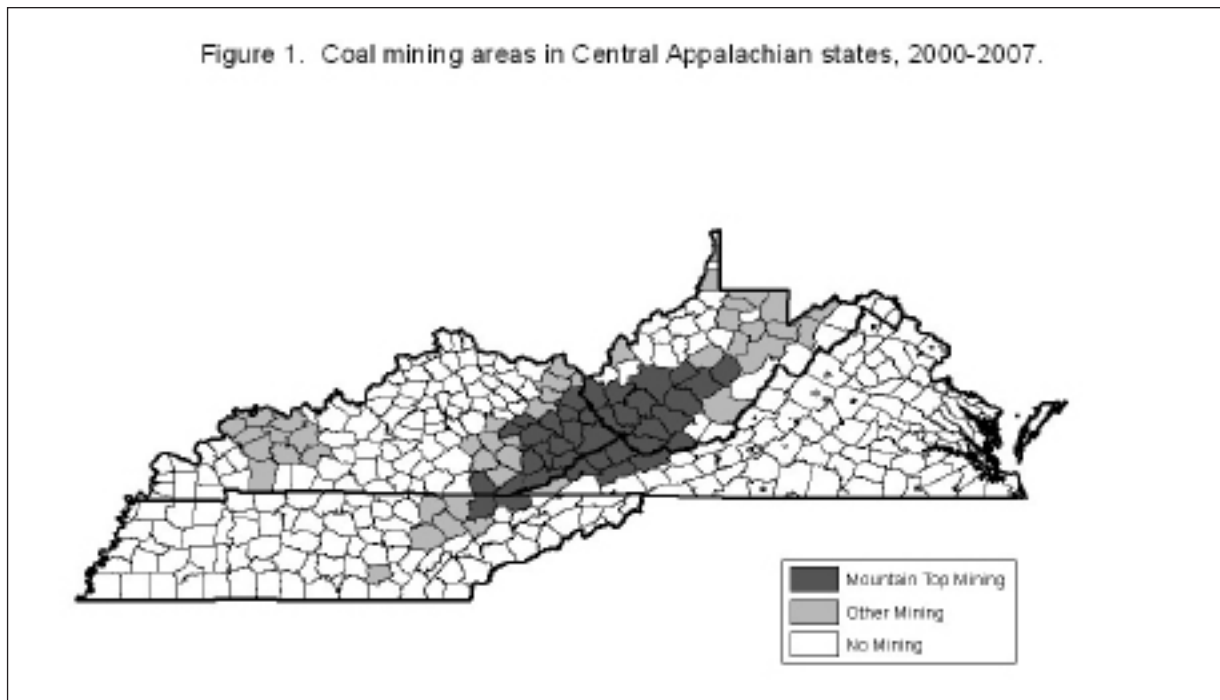 Figure 1. Coal mining areas in Central Appalachian states, 2000-2007.
Mountain Top Mining
Other Mining
No Mining